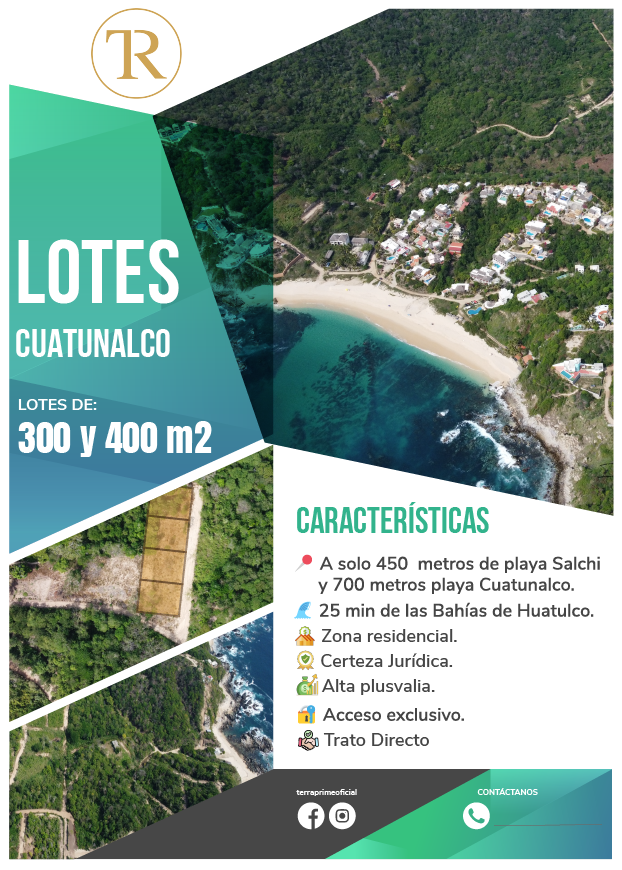 TR
LOTES
CUATUNALCO
LOTES DE:
300 y 400 m2
CARACTERÍSTICAS
A solo 450 metros de playa Salchi
y 700 metros playa Cuatunalco.
25 min de las Bahías de Huatulco.
Zona residencial.
Certeza Jurídica.
Alta plusvalia.
Acceso exclusivo.
Trato Directo
terraprimeoficial
CONTÁCTANOS